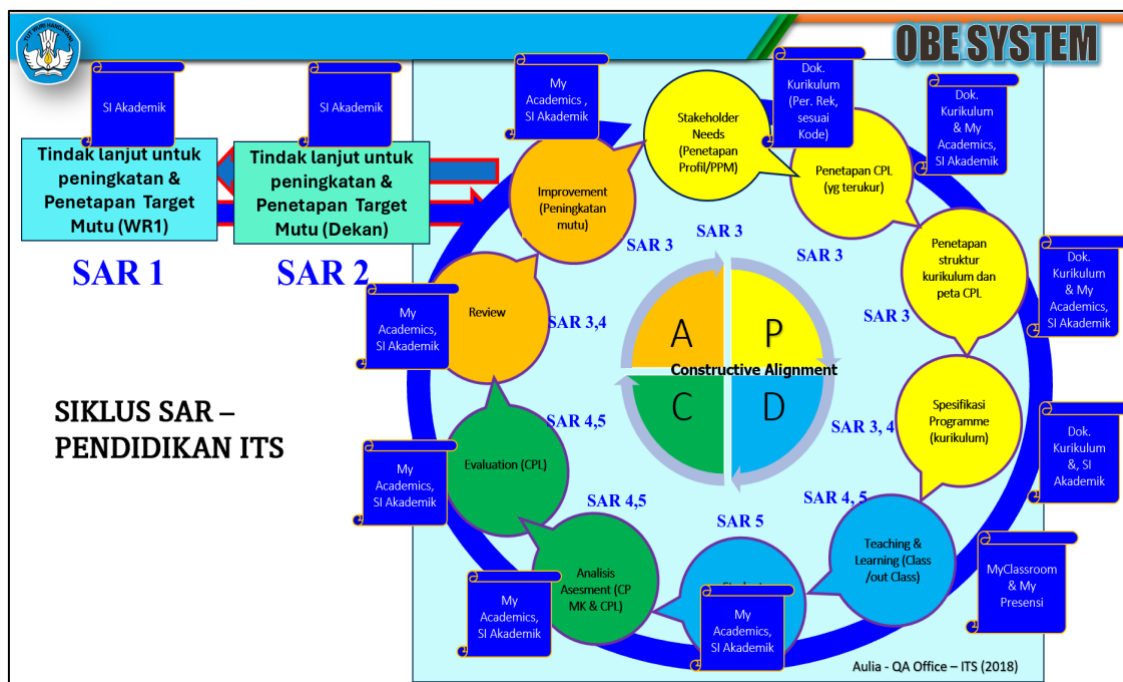 OBE SYSTEM
TUT WURI HANDAYANI
SI Akademik
SI Akademik
My
Academics ,
SI Akademik
Dok.
Kurikulum
(Per. Rek,
sesuai
Kode)
Dok.
Kurikulum
& My
Academics,
SI Akademik
Tindak lanjut untuk
peningkatan &
Penetapan Target
Mutu (WR1)
Tindak lanjut untuk
peningkatan &
Penetapan Target
Mutu (Dekan)
SAR 1
SAR 2
Stakeholder
Needs
(Penetapan
Profil/PPM)
Penetapan CPL
(yg terukur)
Improvement
(Peningkatan
mutu)
SAR 3
SAR 3
SAR 3
Penetapan
struktur
kurikulum dan
peta CPL
SAR 3
Dok.
Kurikulum
& My
Academics,
SI Akademik
Review
My
Academics,
SI Akademik
SAR 3,4
A
P
Constructive Alignment
C
D
SIKLUS SAR –
PENDIDIKAN ITS
SAR 4,5
SAR 3, 4
Spesifikasi
Programme
(kurikulum)
Dok.
Kurikulum
&, SI
Akademik
Evaluation (CPL)
My
Academics,
SI Akademik
SAR 4,5
SAR 5
SAR 4, 5
Teaching &
Learning (Class
/out Class)
MyClassroom
& My
Presensi
Analisis
Asesment (CP
MK & CPL)
My
Academics,
SI Akademik
My
Academics,
SI Akademik
Aulia - QA Office – ITS (2018)